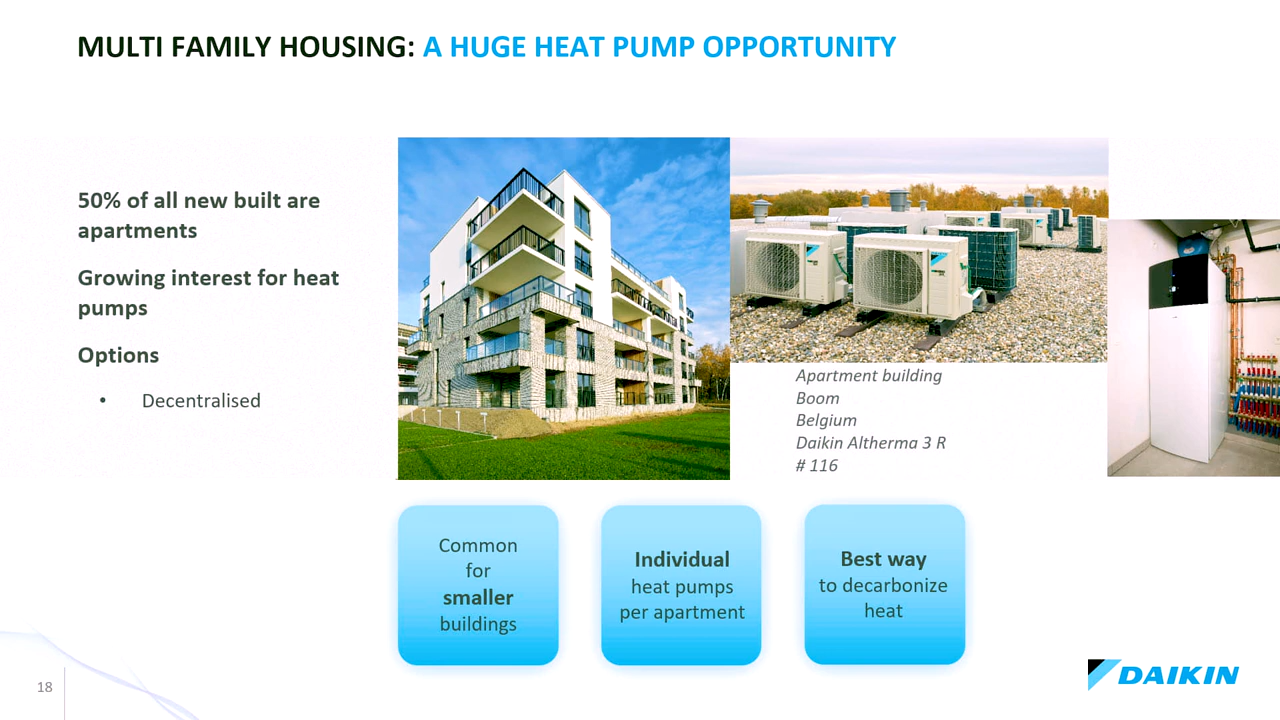 MULTI FAMILY HOUSING: A HUGE HEAT PUMP OPPORTUNITY
50% of all new built are
apartments
Growing interest for heat
pumps
Options
• Decentralised
Apartment building
Boom
Belgium
Daikin Altherma 3 R
# 116
Common
for
smaller
buildings
Individual
heat pumps
per apartment
Best way
to decarbonize
heat
18
DAIKIN